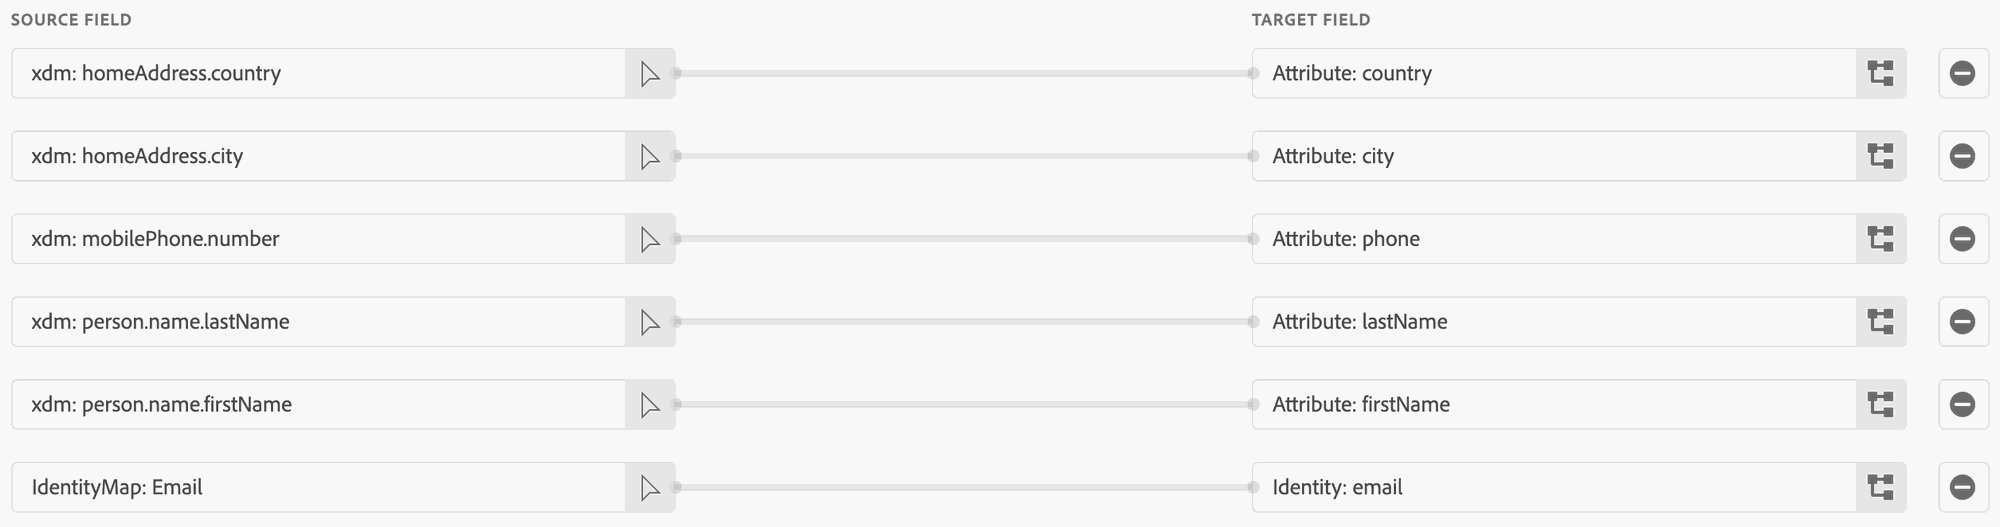 SOURCE FIELD TARGET FIELD
xdm: homeAddress.country Attribute: country
xdm: homeAddress.city Attribute: city
xdm: mobilePhone.number Attribute: phone
xdm: person.name.lastName Attribute: lastName
xdm: person.name.firstName Attribute: firstName
IdentityMap: Email Identity: email